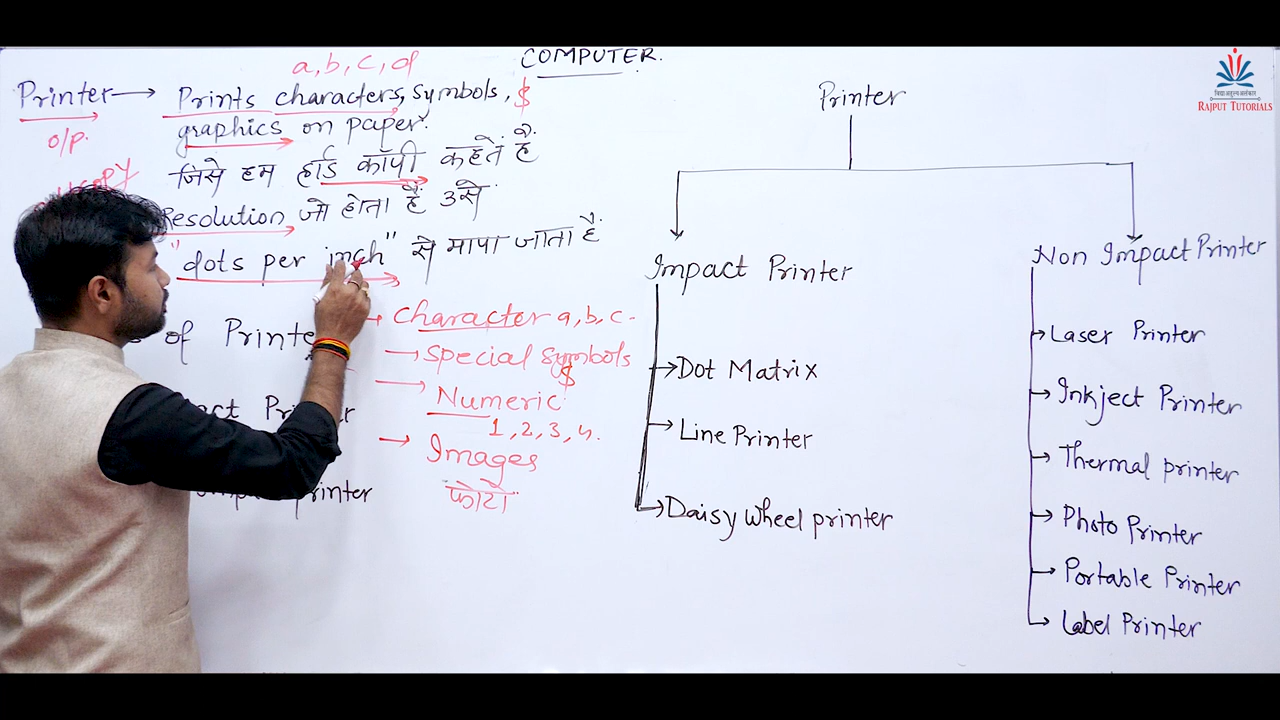 COMPUTER.
a, b, c, d
Printer → Prints characters, Symbols, $
o/p.
graphics on paper.
जिसे हम हार्ड कॉपी कहेतें है
Resolution जो होता है उसे
"dots per inch" से मापा जाता है
of Printe
→ Character a, b, c -
→ Special Symbols
$
→ Numeric
1, 2, 3, 4.
→ Images
फोटो
Printer
Impact Printer
→ Dot Matrix
→ Line Printer
→ Daisy Wheel printer
Non Impact Printer
→ Laser Printer
→ Inkject Printer
→ Thermal printer
→ Photo Printer
→ Portable Printer
→ Label Printer
RAJPUT TUTORIALS